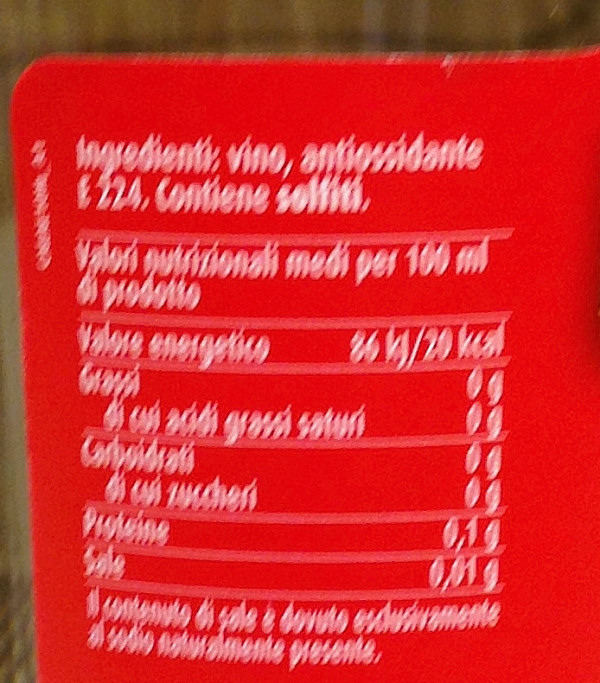 Ingredienti: vino, antiossidante
E 224. Contiene solfiti.
Valori nutrizionali medi per 100 ml
di prodotto
Valore energetico 86 kJ/20 kcal
Grassi 0 g
di cui acidi grassi saturi 0 g
Carboidrati 0 g
di cui zuccheri 0 g
Proteine 0,1 g
Sale 0,01 g
Il contenuto di sale è dovuto esclusivamente
al sodio naturalmente presente.